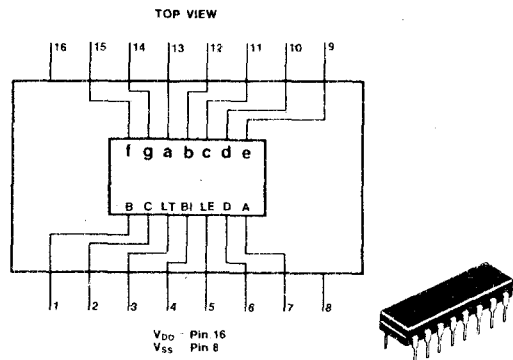 TOP VIEW
16 15 14 13 12 11 10 9
f g a b c d e
B C LT BI LE D A
1 2 3 4 5 6 7 8
VDD Pin 16
VSS Pin 8